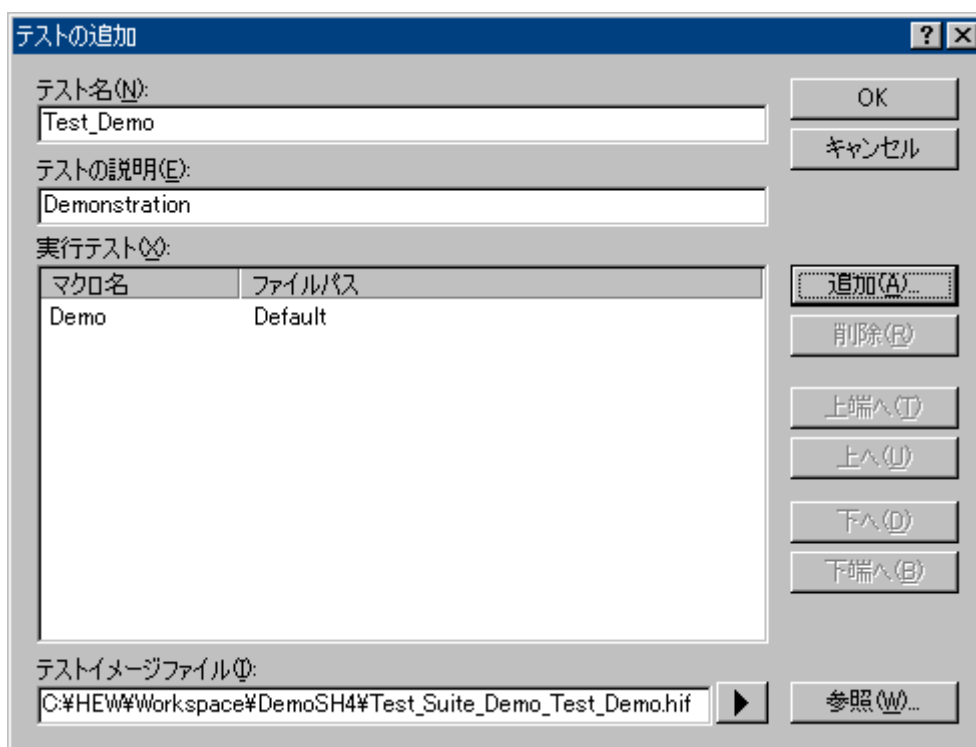 テストの追加
テスト名(N):
Test_Demo
テストの説明(E):
Demonstration
実行テスト(X):
マクロ名 ファイルパス
Demo Default
テストイメージファイル(I):
C:¥HEW¥Workspace¥DemoSH4¥Test_Suite_Demo_Test_Demo.hif
OK
キャンセル
追加(A)...
削除(R)
上端へ(T)
上へ(U)
下へ(D)
下端へ(B)
参照(W)...